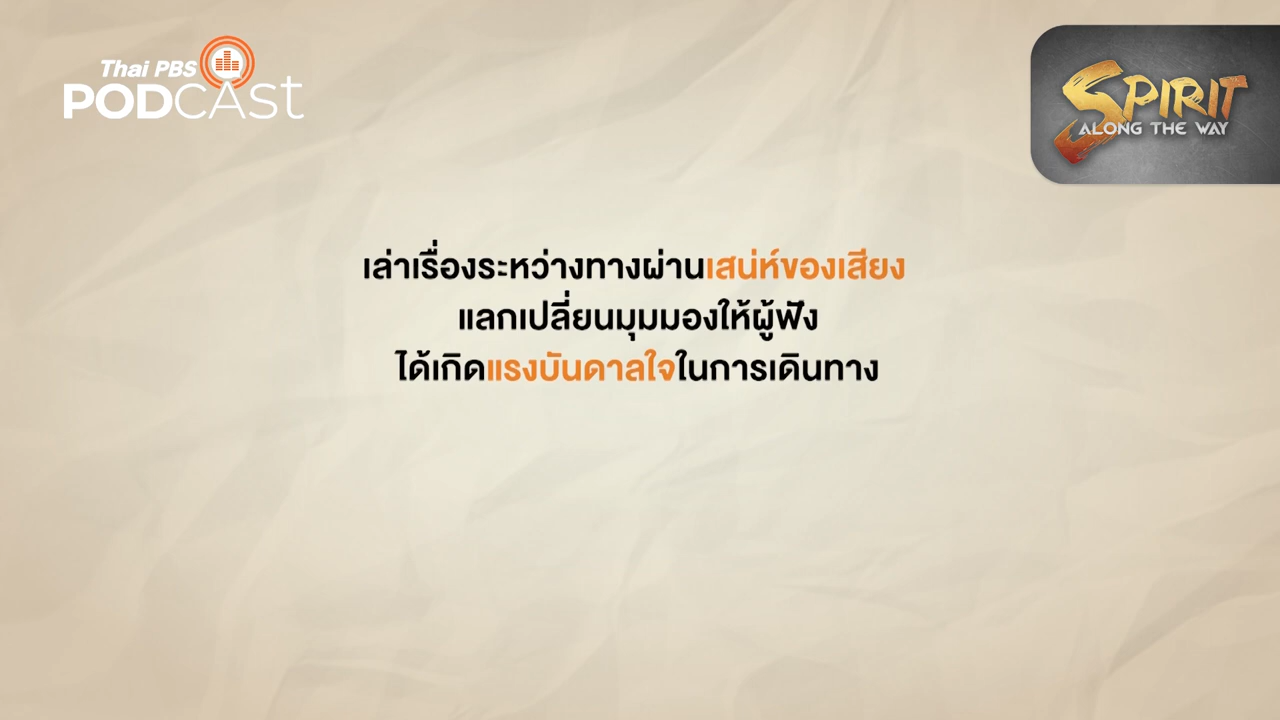 Thai PBS
PODCAST
SPIRIT
ALONG THE WAY
เล่าเรื่องระหว่างทางผ่านเสน่ห์ของเสียง
แลกเปลี่ยนมุมมองให้ผู้ฟัง
ได้เกิดแรงบันดาลใจในการเดินทาง